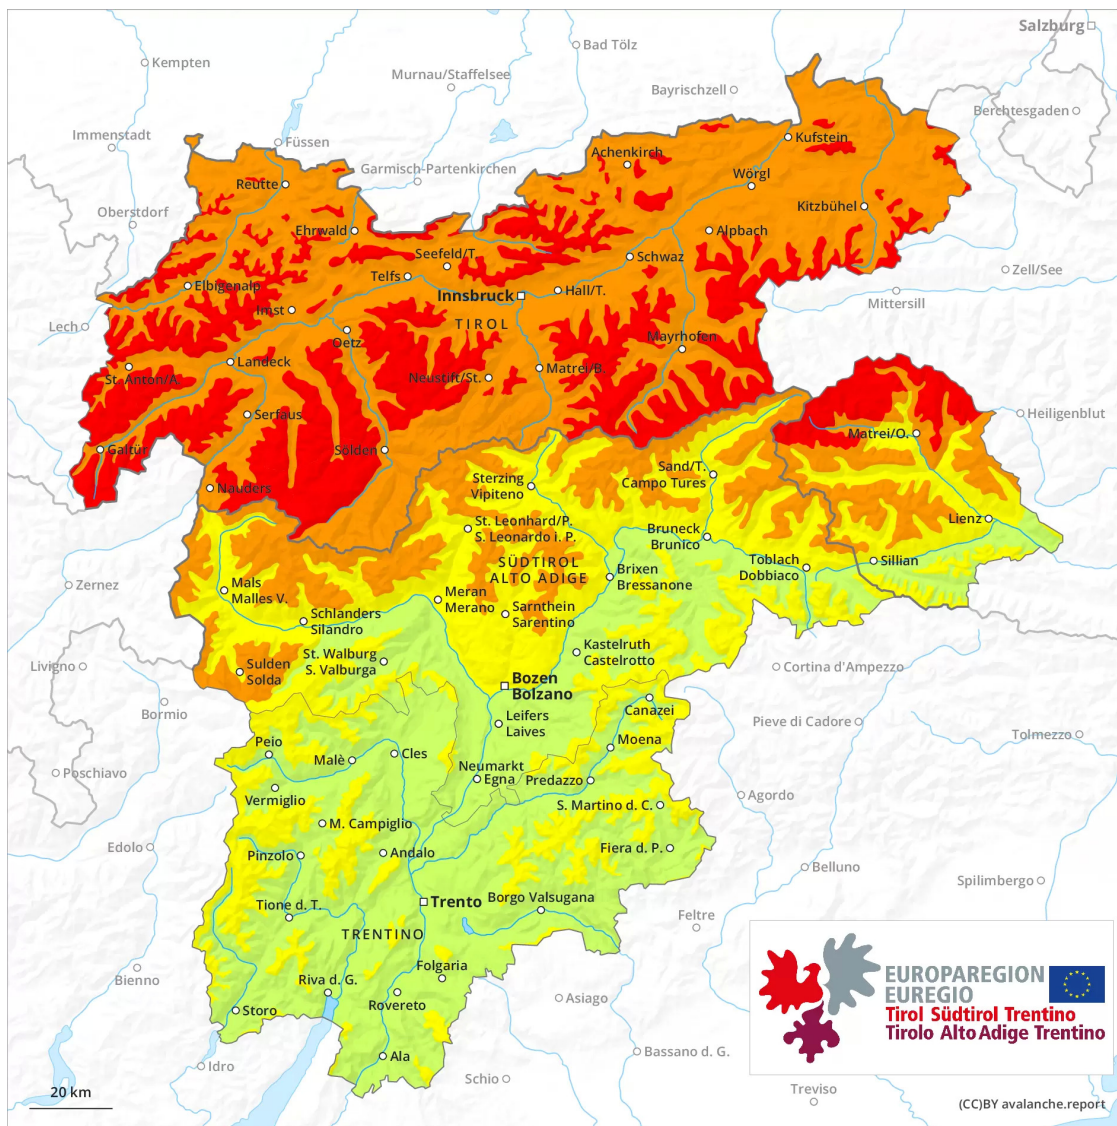 Salzburg
Bad Tölz
Kempten
Murnau/Staffelsee
Bayrischzell
Berchtesgaden
Immenstadt
Füssen
Kufstein
Achenkirch
Garmisch-Partenkirchen
Wörgl
Reutte
Oberstdorf
Kitzbühel
Ehrwald
Alpbach
Seefeld/T.
Schwaz
Zell/See
Telfs
Elbigenalp
Innsbruck
Hall/T.
Mittersill
Imst
TIROL
Lech
Oetz
Mayrhofen
Landeck
Matrei/B.
St. Anton/A.
Neustift/St.
Serfaus
Heiligenblut
Matrei/O.
Galtür
Sölden
Sand/T.
Campo Tures
Sterzing
Vipiteno
Nauders
St. Leonhard/P.
S. Leonardo i. P.
Lienz
Bruneck
Brunico
SÜDTIROL
ALTO ADIGE
Toblach
Dobbiaco
Sillian
Brixen
Bressanone
Zernez
Mals
Malles V.
Meran
Merano
Sarnthein
Sarentino
Schlanders
Silandro
Kastelruth
Castelrotto
St. Walburg
S. Valburga
Livigno
Sulden
Solda
Cortina d'Ampezzo
Bozen
Bolzano
Bormio
Canazei
Leifers
Laives
Pieve di Cadore
Tolmezzo
Peio
Moena
Cles
Malè
Neumarkt
Egna
Predazzo
Poschiavo
Vermiglio
Agordo
S. Martino d. C.
M. Campiglio
Edolo
Pinzolo
Andalo
Fiera d. P.
Belluno
Spilimbergo
Borgo Valsugana
Trento
Tione d. T.
Feltre
TRENTINO
Folgaria
Bienno
Riva d. G.
Rovereto
Asiago
Storo
Ala
Bassano d. G.
Idro
Schio
Treviso
EUROPAREGION
EUREGIO
Tirol Südtirol Trentino
Tirolo Alto Adige Trentino
20 km
(CC)BY avalanche.report